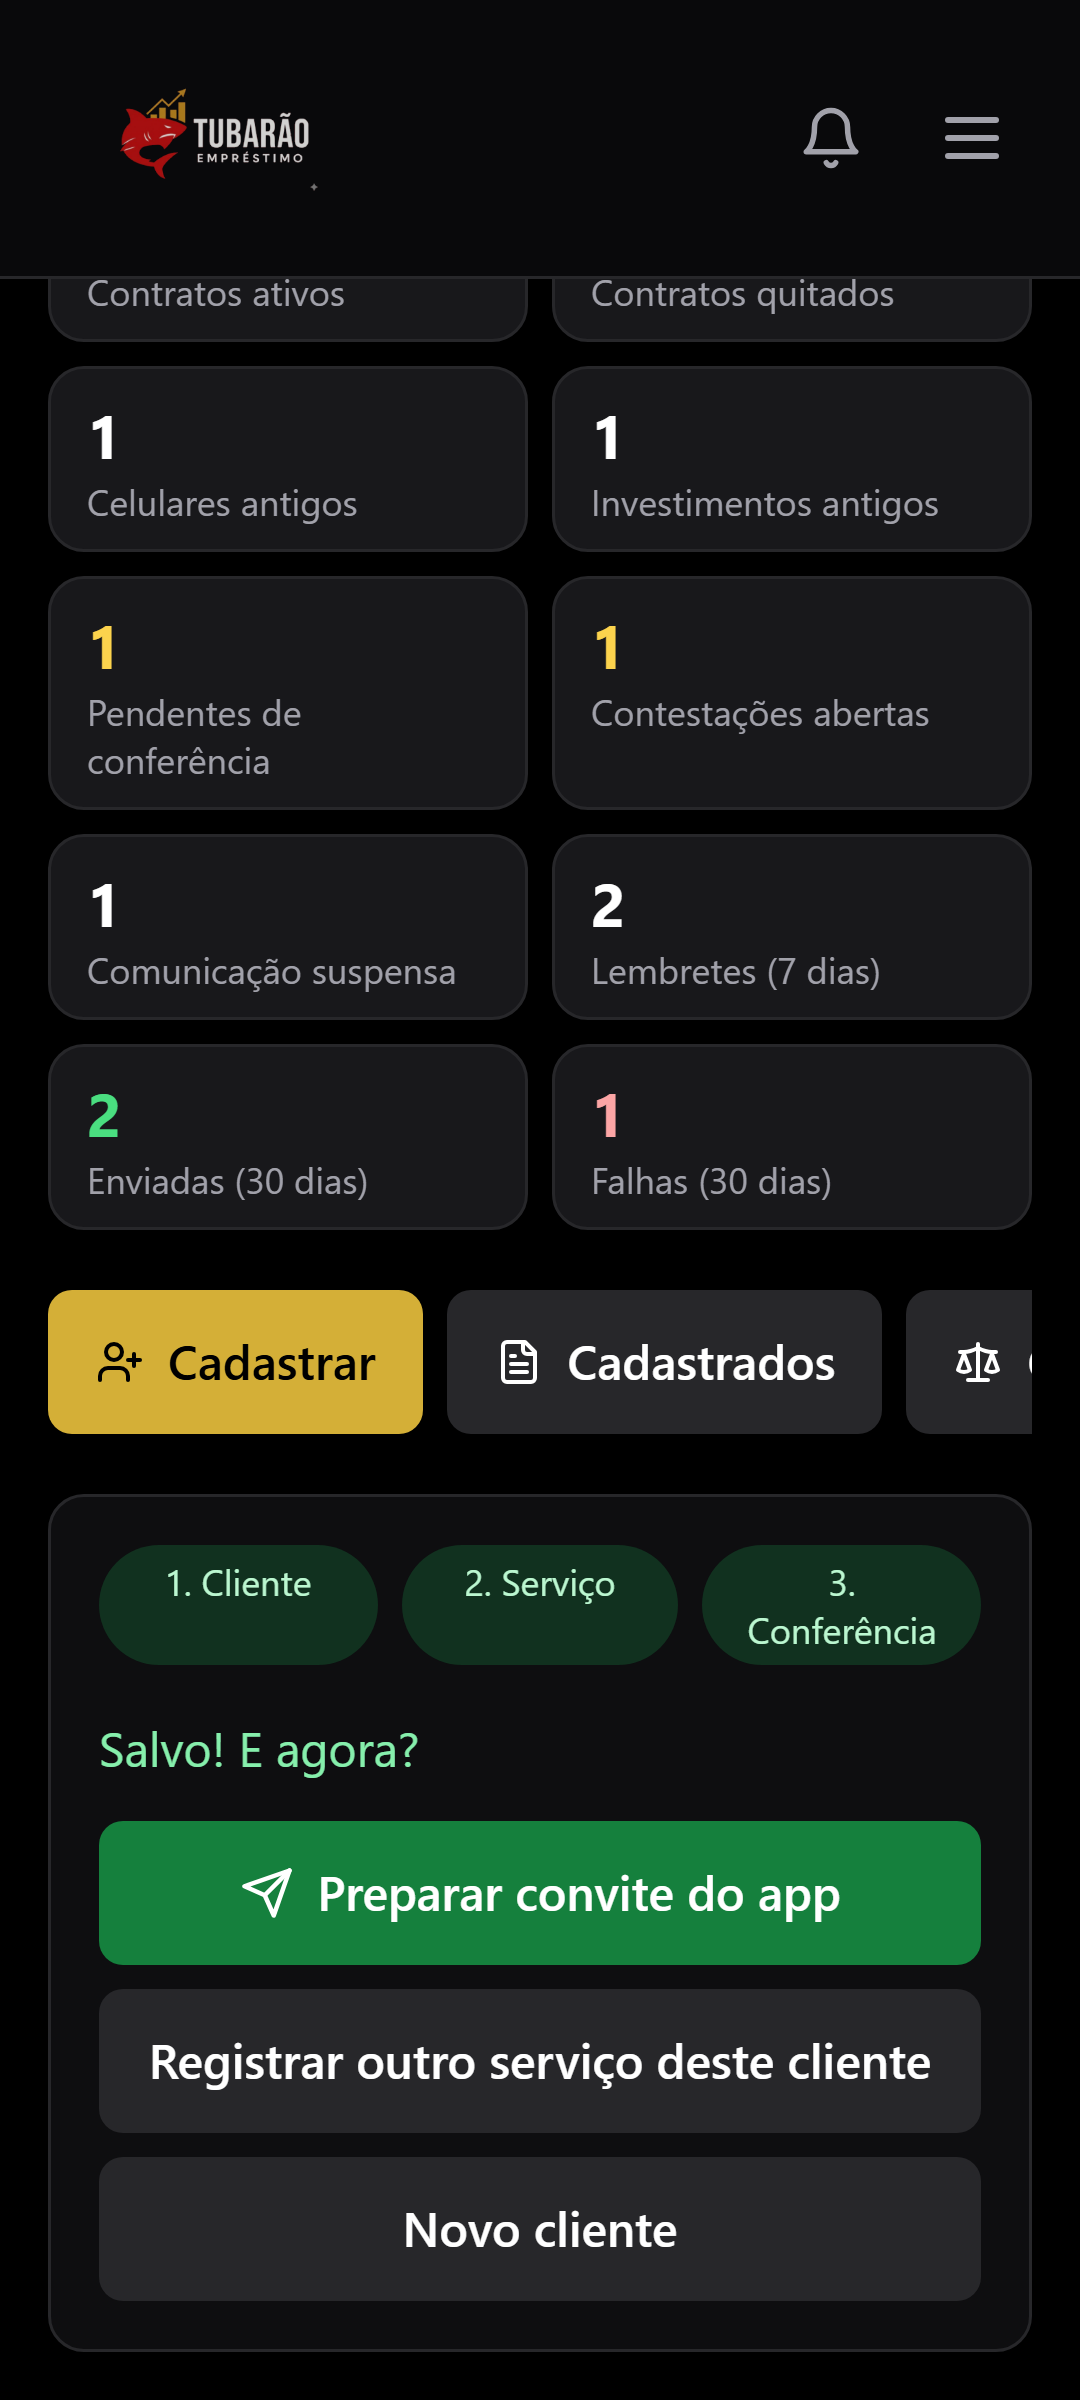 TUBARÃO
EMPRÉSTIMO
Contratos ativos
Contratos quitados
1
Celulares antigos
1
Investimentos antigos
1
Pendentes de
conferência
1
Contestações abertas
1
Comunicação suspensa
2
Lembretes (7 dias)
2
Enviadas (30 dias)
1
Falhas (30 dias)
Cadastrar
Cadastrados
1. Cliente
2. Serviço
3.
Conferência
Salvo! E agora?
Preparar convite do app
Registrar outro serviço deste cliente
Novo cliente